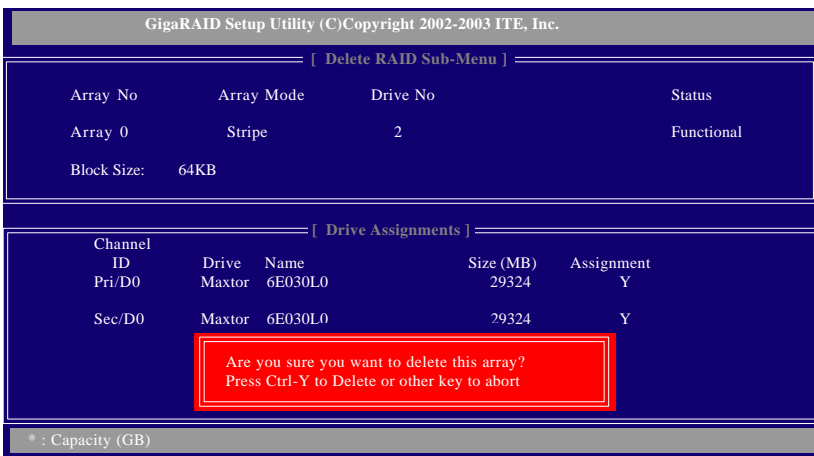 GigaRAID Setup Utility (C)Copyright 2002-2003 ITE, Inc.
[ Delete RAID Sub-Menu ]
Array No Array Mode Drive No Status
Array 0 Stripe 2 Functional
Block Size: 64KB
[ Drive Assignments ]
Channel
ID Drive Name Size (MB) Assignment
Pri/D0 Maxtor 6E030L0 29324 Y
Sec/D0 Maxtor 6E030L0 29324 Y
Are you sure you want to delete this array?
Press Ctrl-Y to Delete or other key to abort
* : Capacity (GB)